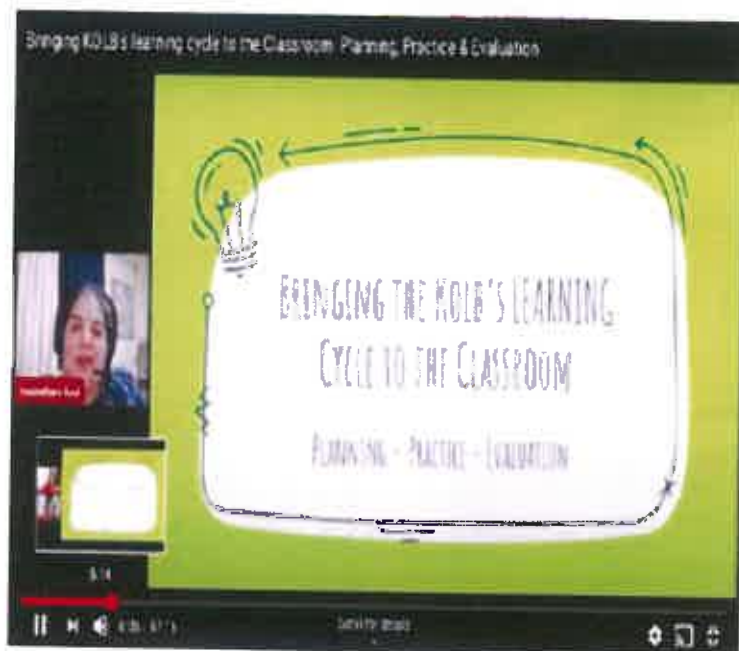 Bringing KOLB's learning cycle to the Classroom: Planning, Practice & Evaluation
BRINGING THE KOLB'S LEARNING
CYCLE TO THE CLASSROOM
PLANNING - PRACTICE - EVALUATION